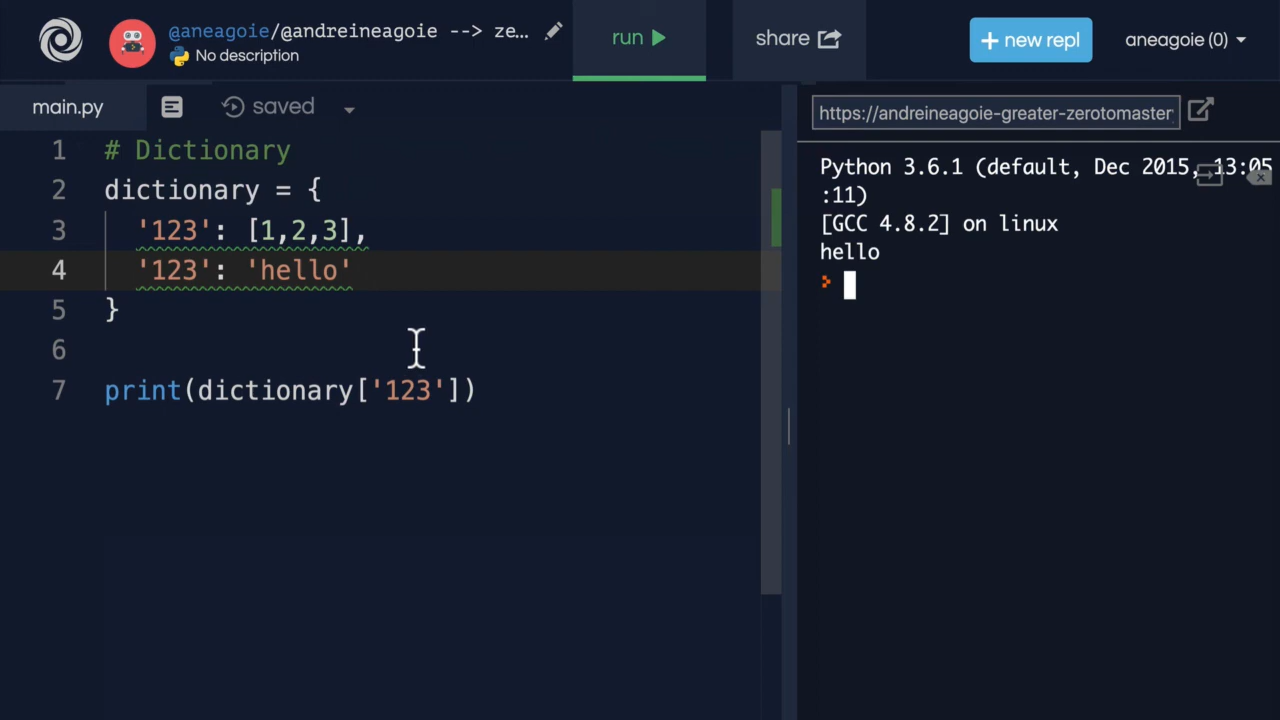 @aneagoie/@andreineagoie --> ze...
No description
run
share
+ new repl
aneagoie (0)
main.py
saved
https://andreineagoie-greater-zerotomaster
1 # Dictionary
2 dictionary = {
3 '123': [1,2,3],
4 '123': 'hello'
5 }
6
7 print(dictionary['123'])
Python 3.6.1 (default, Dec 2015, 13:05
:11)
[GCC 4.8.2] on linux
hello